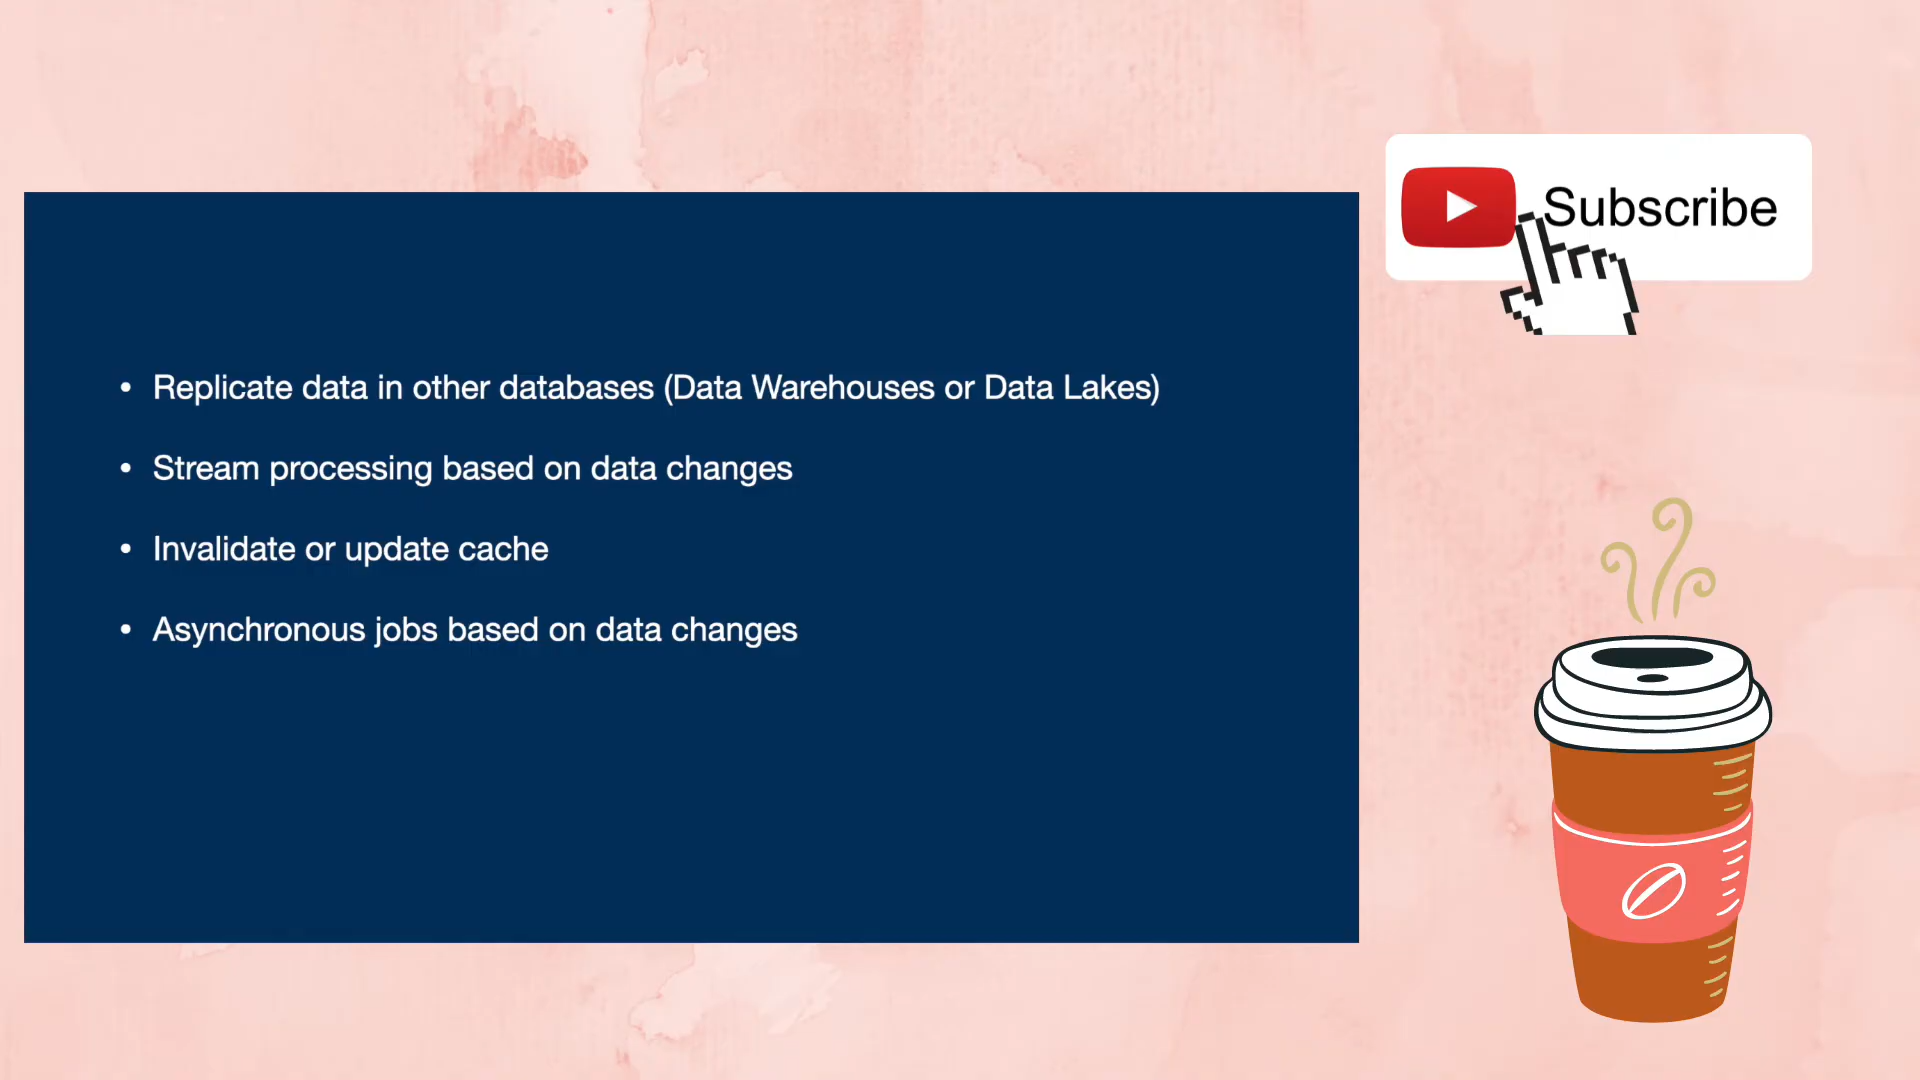 Subscribe
• Replicate data in other databases (Data Warehouses or Data Lakes)
• Stream processing based on data changes
• Invalidate or update cache
• Asynchronous jobs based on data changes